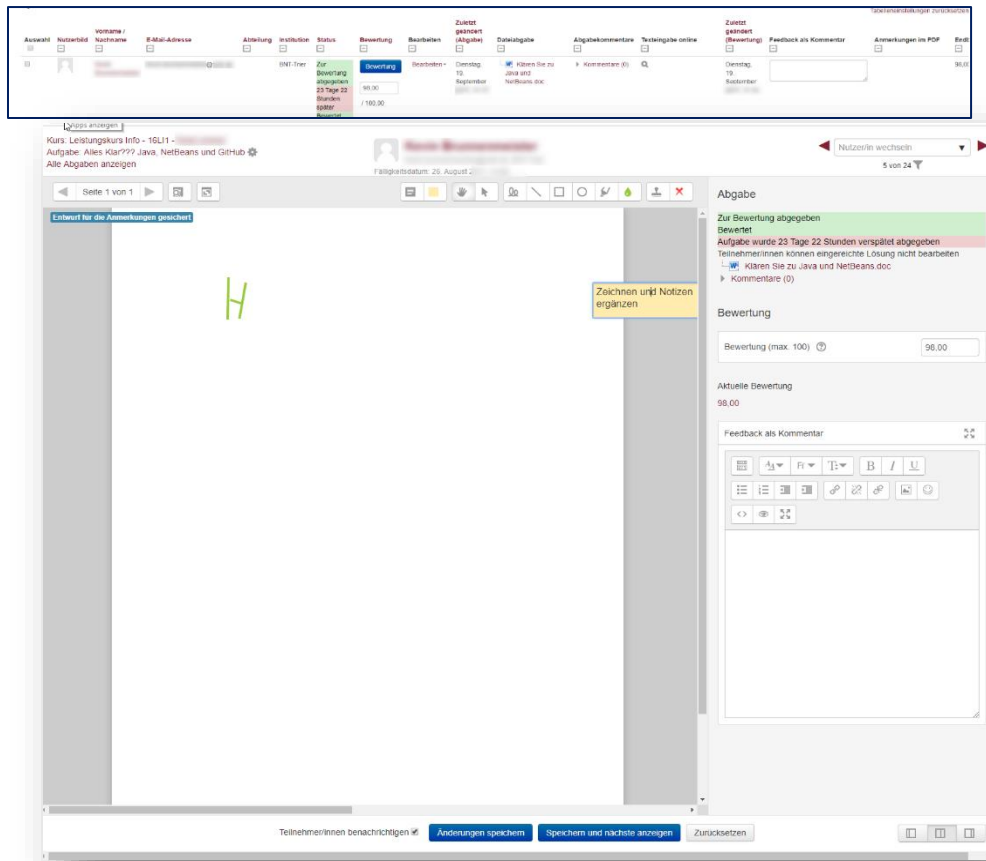 Tabelleneinstellungen zurücksetzen
Auswahl Nutzerbild Vorname / Nachname E-Mail-Adresse Abteilung Institution Status Bewertung Bearbeiten Zuletzt geändert (Abgabe) Dateiabgabe Abgabekommentare Texteingabe online Zuletzt geändert (Bewertung) Feedback als Kommentar Anmerkungen im PDF
BNT-Trier
Zur
Bewertung
abgegeben
23 Tage 22
Stunden
später
Bewertet
Bewertung
98,00
/ 100,00
Bearbeiten
Dienstag,
19.
September
Klären Sie zu
Java und
NetBeans.doc
Kommentare (0)
Dienstag,
19.
September
98,00
Apps anzeigen
Kurs: Leistungskurs Info - 16LI1 -
Aufgabe: Alles Klar??? Java, NetBeans und GitHub
Alle Abgaben anzeigen
Fälligkeitsdatum: 26. August
Nutzer/in wechseln
5 von 24
Seite 1 von 1
Entwurf für die Anmerkungen gesichert
H
Zeichnen und Notizen
ergänzen
Abgabe
Zur Bewertung abgegeben
Bewertet
Aufgabe wurde 23 Tage 22 Stunden verspätet abgegeben
Teilnehmer/innen können eingereichte Lösung nicht bearbeiten
Klären Sie zu Java und NetBeans.doc
Kommentare (0)
Bewertung
Bewertung (max. 100) 98,00
Aktuelle Bewertung
98,00
Feedback als Kommentar
B I U
Teilnehmer/innen benachrichtigen Änderungen speichern Speichern und nächste anzeigen Zurücksetzen